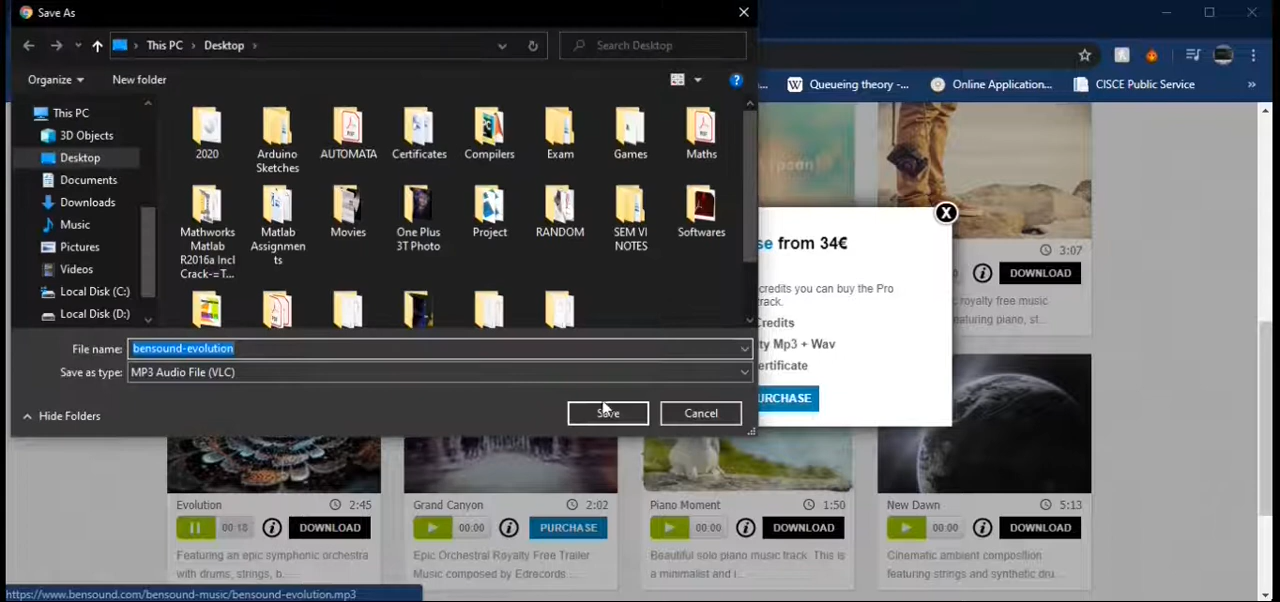 Save As
This PC
Desktop
Search Desktop
Organize
New folder
This PC
3D Objects
Desktop
Documents
Downloads
Music
Pictures
Videos
Local Disk (C:)
Local Disk (D:)
2020
Arduino
Sketches
AUTOMATA
Certificates
Compilers
Exam
Games
Maths
Mathworks
Matlab
R2016a Incl
Crack-=T...
Matlab
Assignmen
ts
Movies
One Plus
3T Photo
Project
RANDOM
SEM VI
NOTES
Softwares
File name: bensound-evolution
Save as type: MP3 Audio File (VLC)
Hide Folders
Save
Cancel
Queueing theory -...
Online Application...
CISCE Public Service
»
from 34€
X
credits you can buy the Pro
track.
Credits
Mp3 + Wav
PURCHASE
3:07
DOWNLOAD
royalty free music
featuring piano, st...
Evolution 2:45
00:18 DOWNLOAD
Featuring an epic symphonic orchestra
with drums, strings, b...
Grand Canyon 2:02
00:00 PURCHASE
Epic Orchestral Royalty Free Trailer
Music composed by Edrecords...
Piano Moment 1:50
00:00 DOWNLOAD
Beautiful solo piano music track. This is
a minimalist and i...
New Dawn 5:13
00:00 DOWNLOAD
Cinematic ambient composition
featuring strings and synthetic dru...
https://www.bensound.com/bensound-music/bensound-evolution.mp3